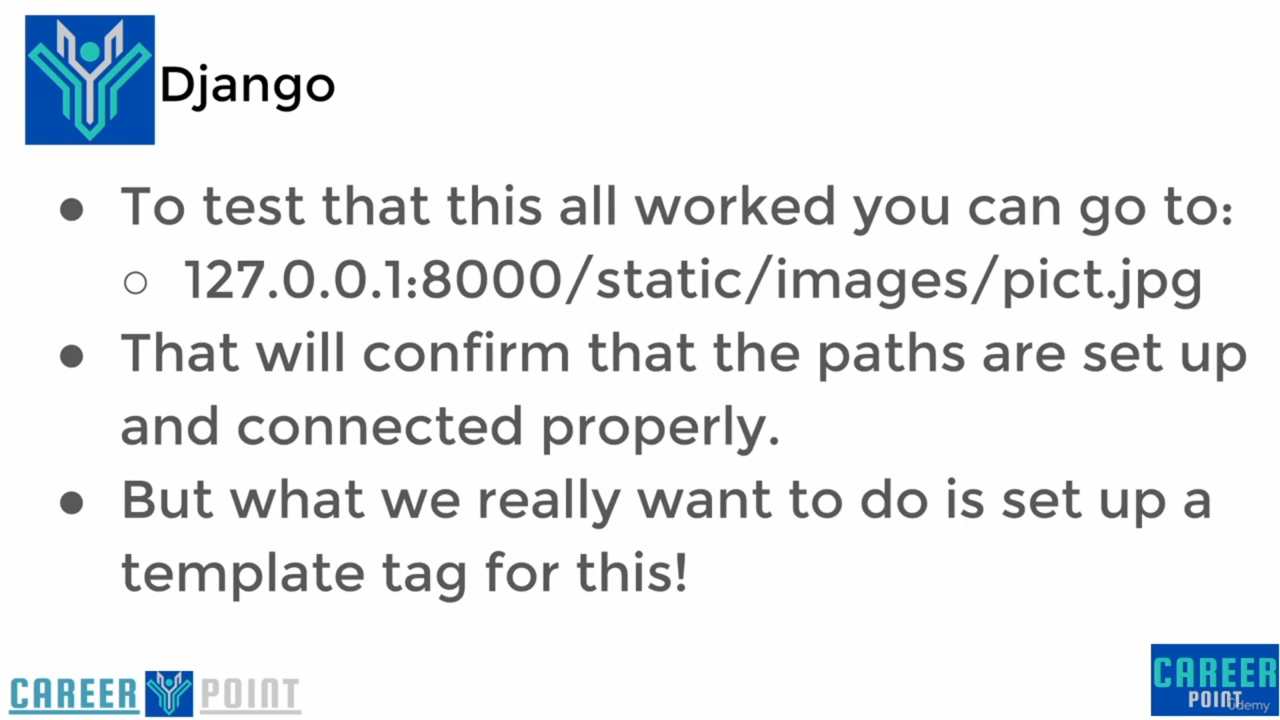 Django
● To test that this all worked you can go to:
○ 127.0.0.1:8000/static/images/pict.jpg
● That will confirm that the paths are set up
and connected properly.
● But what we really want to do is set up a
template tag for this!
CAREER POINT
CAREER
POINT
Udemy